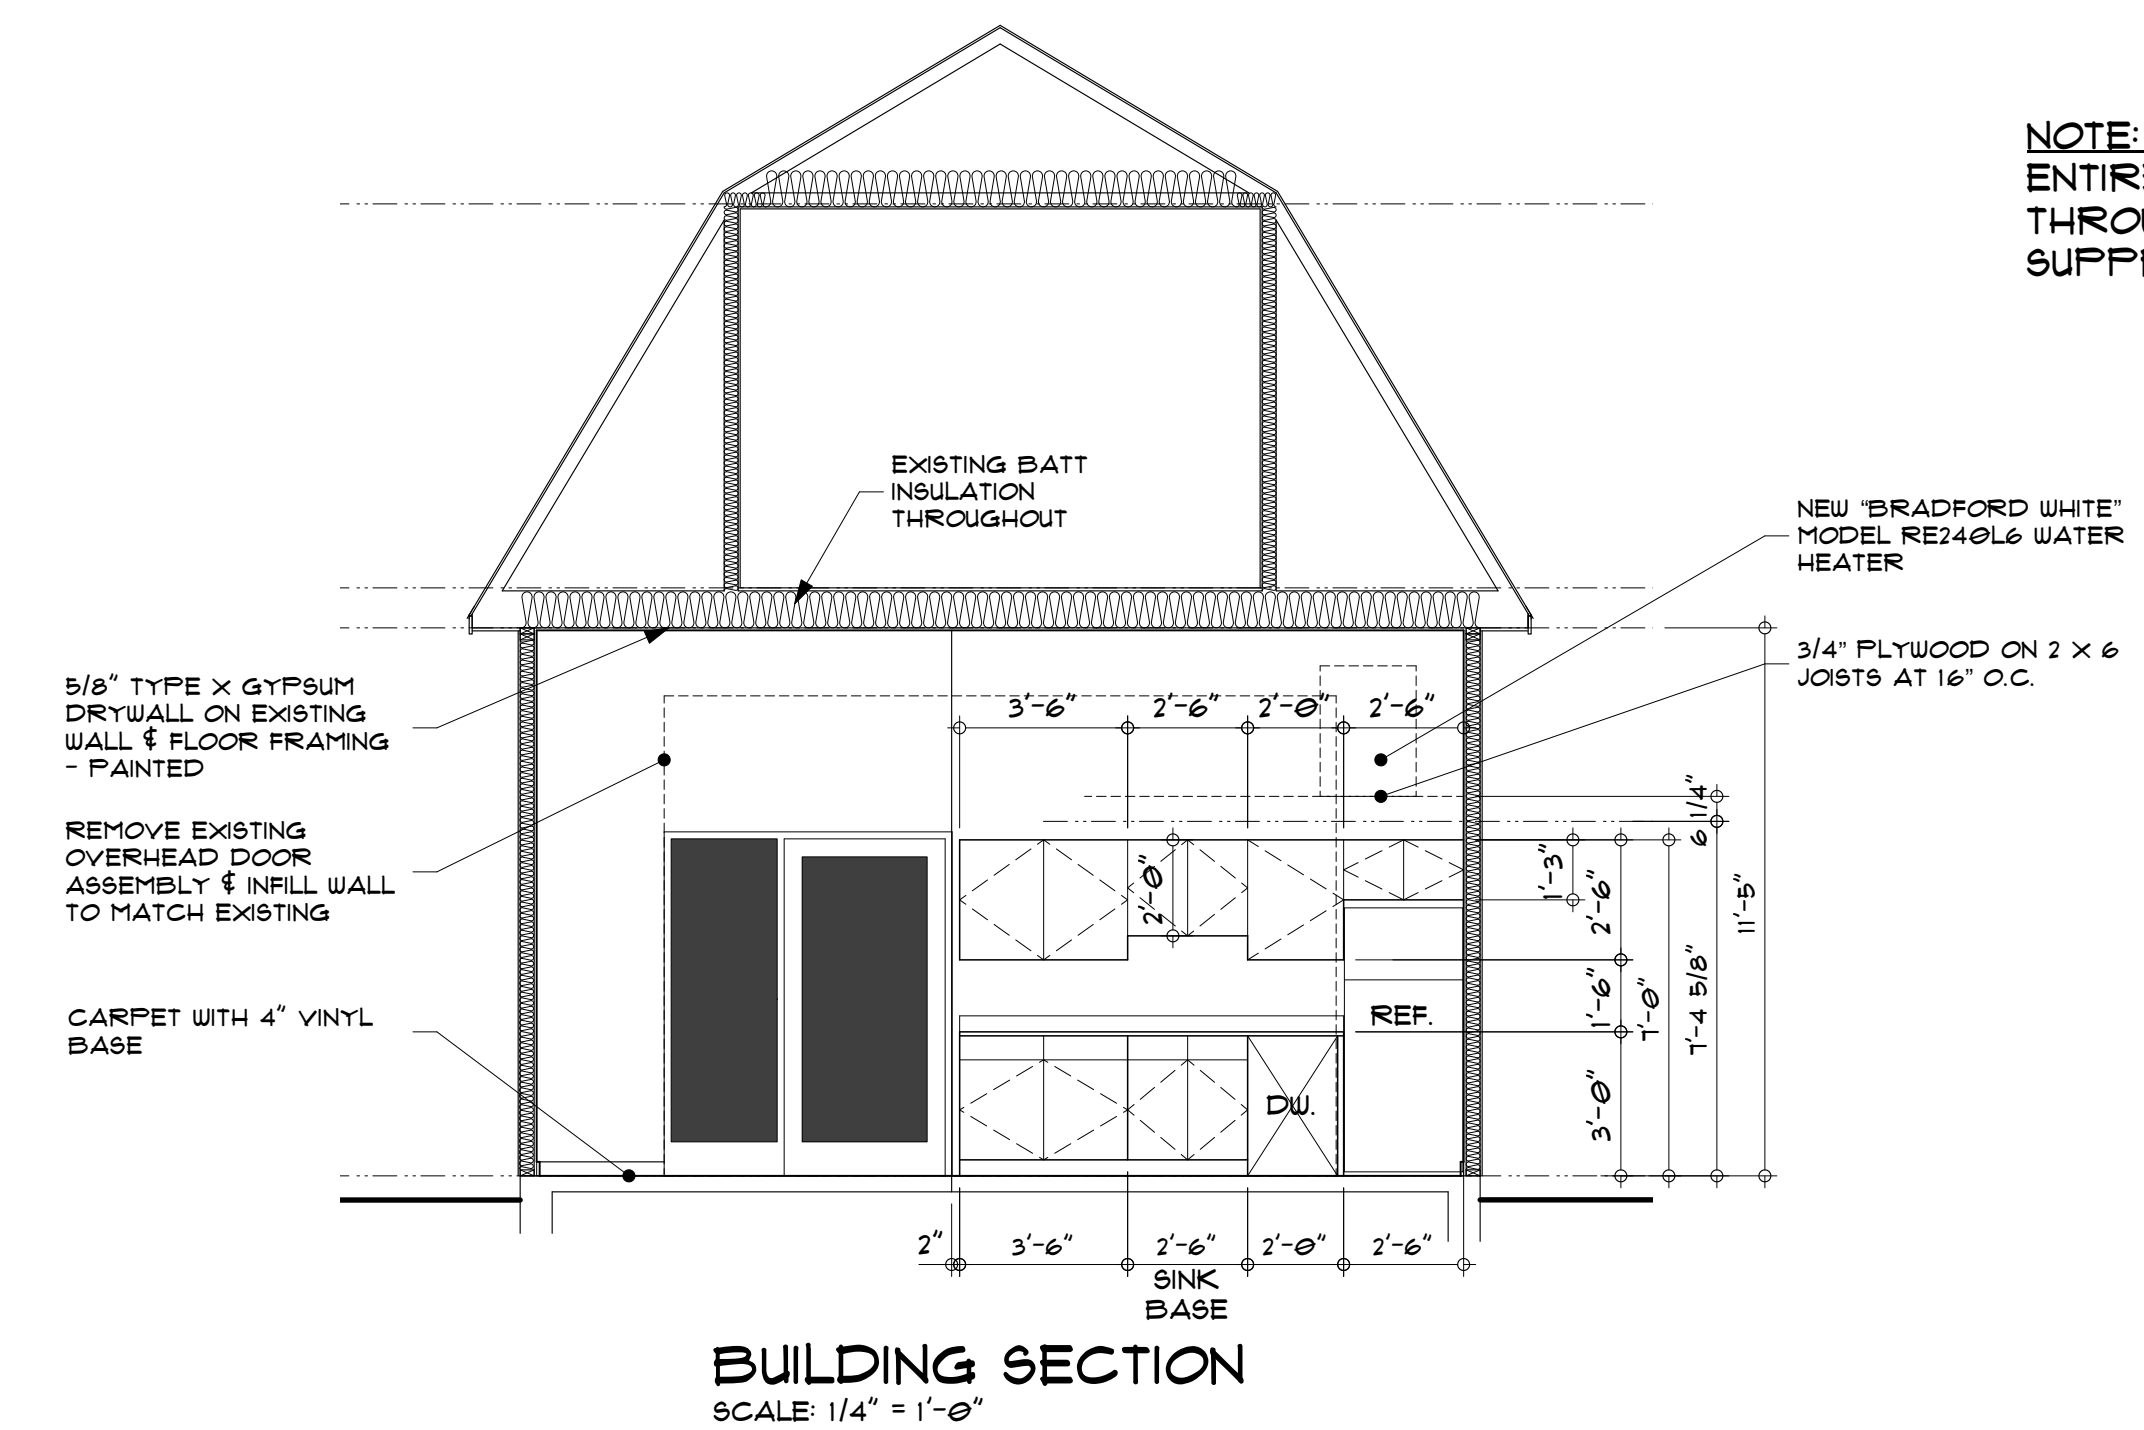 NOTE:
EXISTING BATT
INSULATION
THROUGHOUT
NEW “BRADFORD WHITE”
MODEL RE240L6 WATER
HEATER
3/4” PLYWOOD ON 2 X 6
JOISTS AT 16” O.C.
5/8" TYPE X GYPSUM
DRYWALL ON EXISTING
WALL & FLOOR FRAMING
- PAINTED
REMOVE EXISTING
OVERHEAD DOOR
ASSEMBLY & INFILL WALL
TO MATCH EXISTING
CARPET WITH 4" VINYL
BASE
3'-6" 2'-6" 2'-0" 2'-6"
2'-0"
1'-3"
2'-6"
1'-6"
3'-0"
7'-0"
6 1/4"
7'-4 5/8"
11'-5"
REF.
DW.
2" 3'-6" 2'-6" 2'-0" 2'-6"
SINK
BASE
BUILDING SECTION
SCALE: 1/4" = 1'-0"